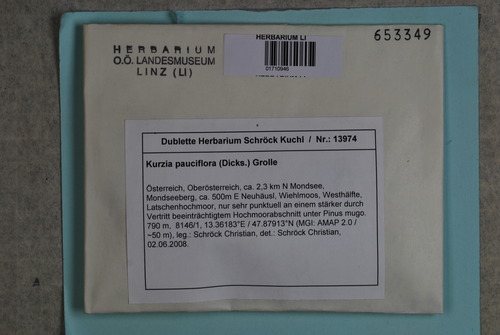 HERBARIUM
O.Ö. LANDESMUSEUM
LINZ (LI)
HERBARIUM LI
01710946
653349
Dublette Herbarium Schröck Kuchl / Nr.: 13974
Kurzia pauciflora (Dicks.) Grolle
Österreich, Oberösterreich, ca. 2,3 km N Mondsee,
Mondseeberg, ca. 500m E Neuhäusl, Wiehlmoos, Westhälfte,
Latschenhochmoor, nur sehr punktuell an einem stärker durch
Vertritt beeinträchtigtem Hochmoorabschnitt unter Pinus mugo.
790 m, 8146/1, 13.36183°E / 47.87913°N (MGI: AMAP 2.0 /
~50 m), leg.: Schröck Christian, det.: Schröck Christian,
02.06.2008.